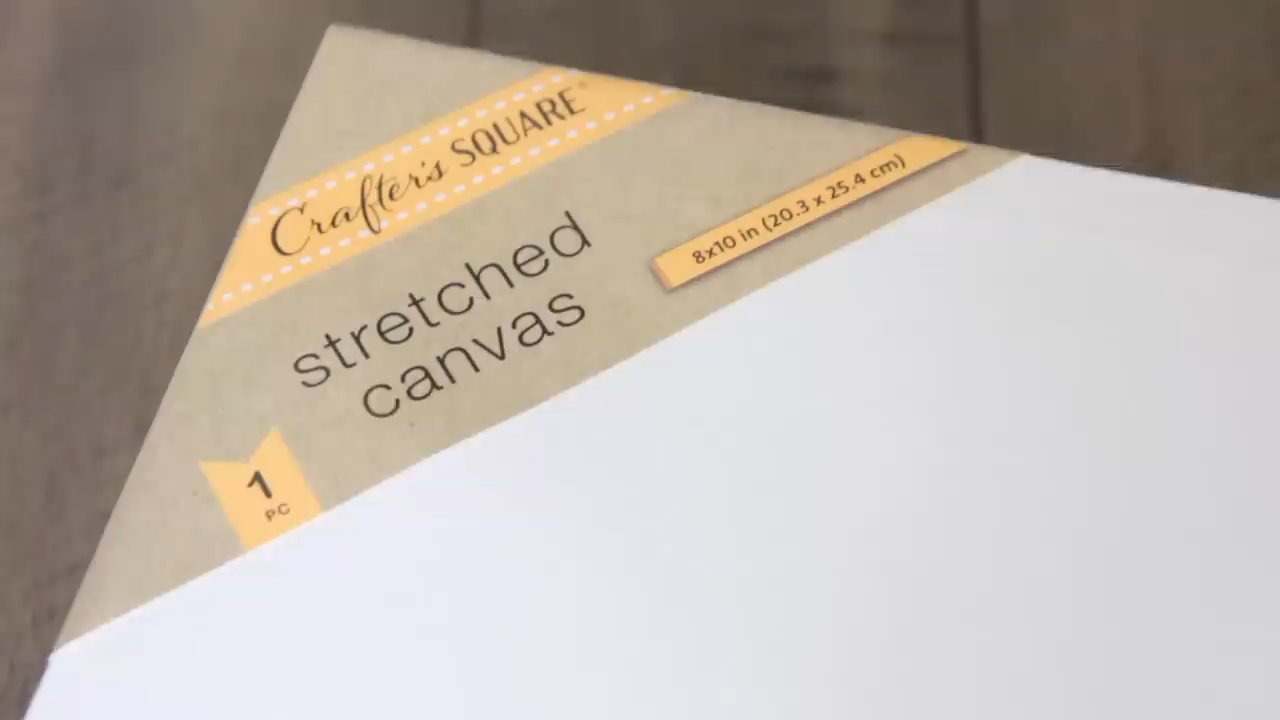 Crafter's SQUARE
8x10 in (20.3 x 25.4 cm)
stretched
canvas
1
PC